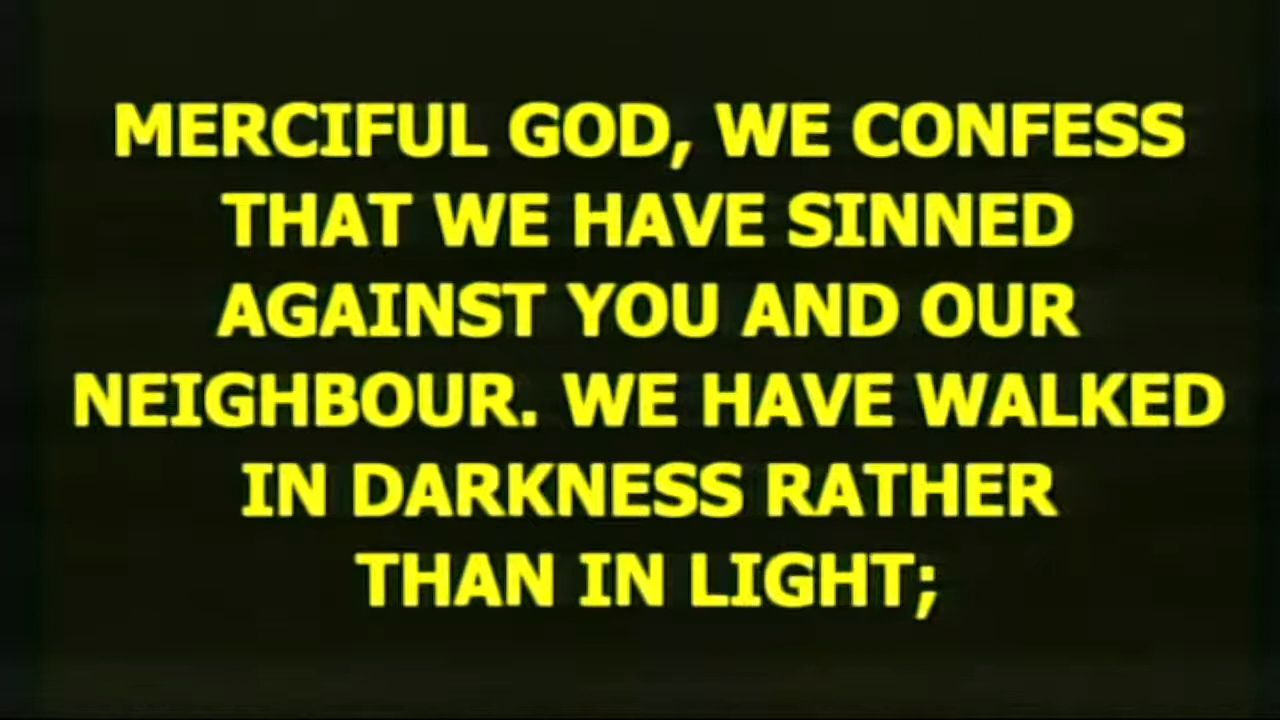 MERCIFUL GOD, WE CONFESS
THAT WE HAVE SINNED
AGAINST YOU AND OUR
NEIGHBOUR. WE HAVE WALKED
IN DARKNESS RATHER
THAN IN LIGHT;